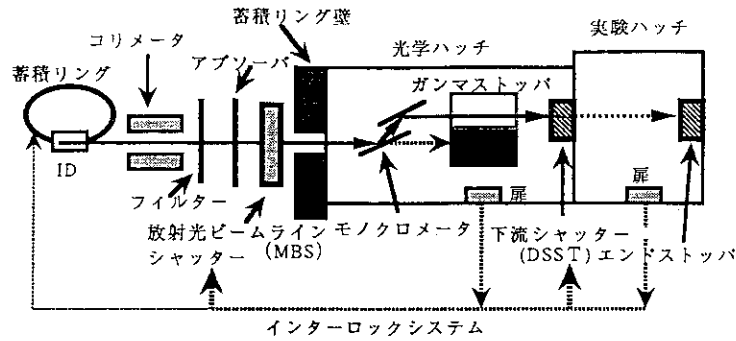 蓄積リング壁
実験ハッチ
コリメータ
光学ハッチ
アブソーバ
蓄積リング
ガンマストッパ
ID
扉
扉
フィルター
放射光ビームライン
シャッター
(MBS)
モノクロメータ
下流シャッター
(DSST)
エンドストッパ
インターロックシステム